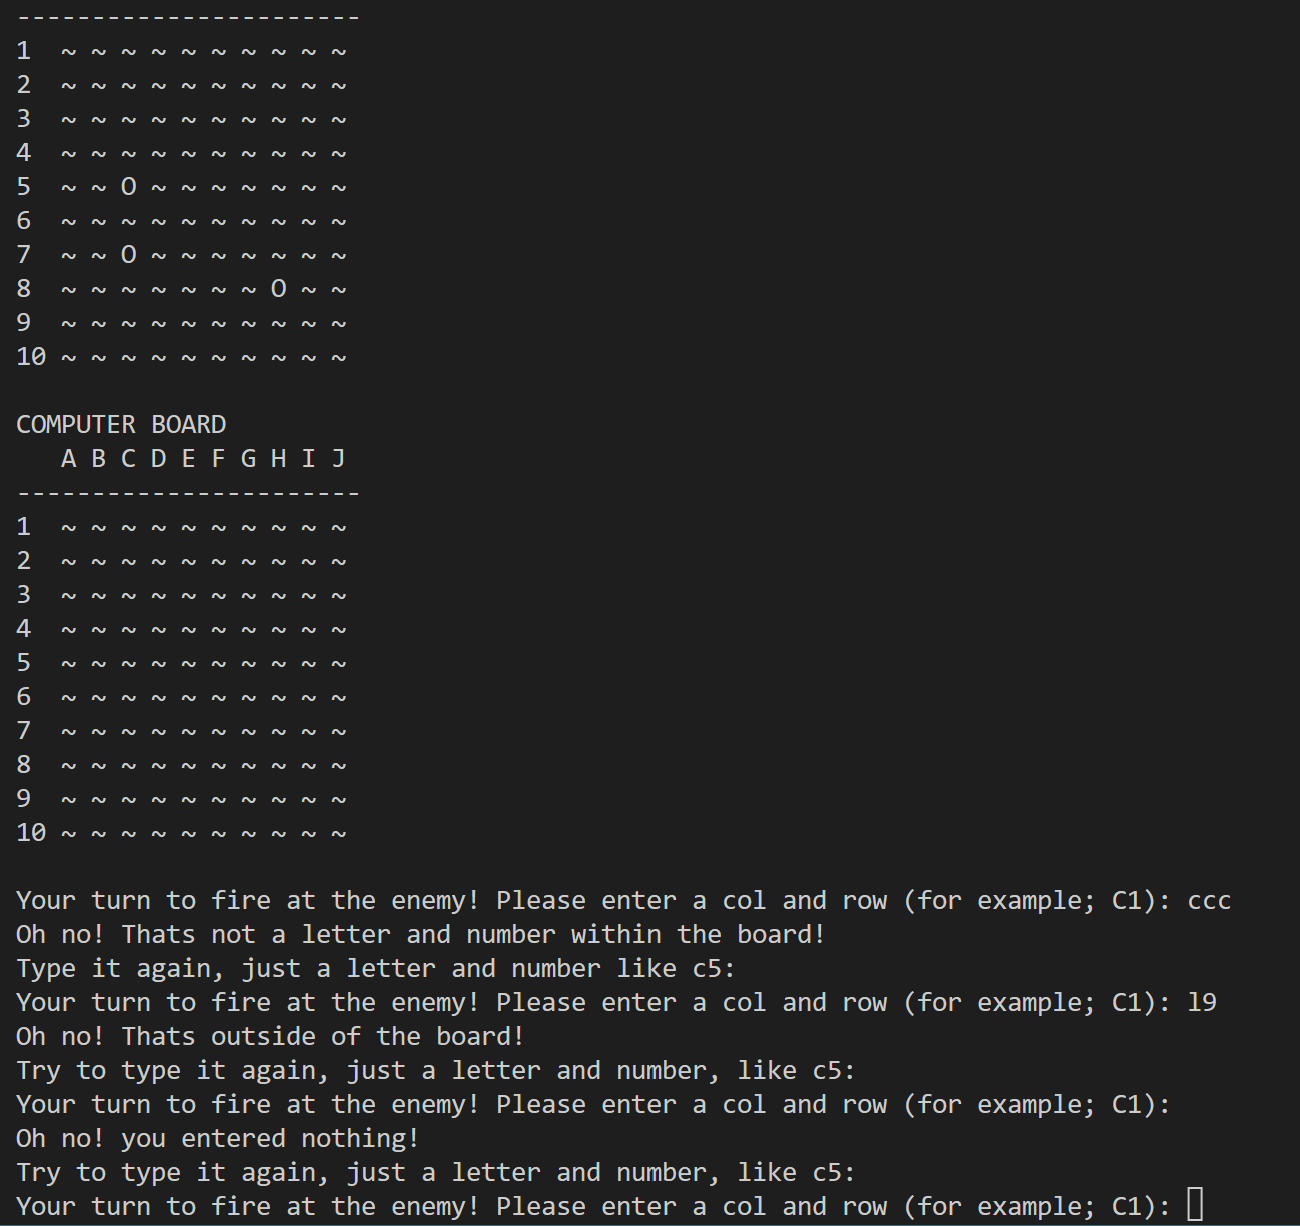 -----------------------
1  ~ ~ ~ ~ ~ ~ ~ ~ ~ ~
2  ~ ~ ~ ~ ~ ~ ~ ~ ~ ~
3  ~ ~ ~ ~ ~ ~ ~ ~ ~ ~
4  ~ ~ ~ ~ ~ ~ ~ ~ ~ ~
5  ~ ~ O ~ ~ ~ ~ ~ ~ ~
6  ~ ~ ~ ~ ~ ~ ~ ~ ~ ~
7  ~ ~ O ~ ~ ~ ~ ~ ~ ~
8  ~ ~ ~ ~ ~ ~ ~ O ~ ~
9  ~ ~ ~ ~ ~ ~ ~ ~ ~ ~
10 ~ ~ ~ ~ ~ ~ ~ ~ ~ ~

COMPUTER BOARD
   A B C D E F G H I J
-----------------------
1  ~ ~ ~ ~ ~ ~ ~ ~ ~ ~
2  ~ ~ ~ ~ ~ ~ ~ ~ ~ ~
3  ~ ~ ~ ~ ~ ~ ~ ~ ~ ~
4  ~ ~ ~ ~ ~ ~ ~ ~ ~ ~
5  ~ ~ ~ ~ ~ ~ ~ ~ ~ ~
6  ~ ~ ~ ~ ~ ~ ~ ~ ~ ~
7  ~ ~ ~ ~ ~ ~ ~ ~ ~ ~
8  ~ ~ ~ ~ ~ ~ ~ ~ ~ ~
9  ~ ~ ~ ~ ~ ~ ~ ~ ~ ~
10 ~ ~ ~ ~ ~ ~ ~ ~ ~ ~

Your turn to fire at the enemy! Please enter a col and row (for example; C1): ccc
Oh no! Thats not a letter and number within the board!
Type it again, just a letter and number like c5:
Your turn to fire at the enemy! Please enter a col and row (for example; C1): l9
Oh no! Thats outside of the board!
Try to type it again, just a letter and number, like c5:
Your turn to fire at the enemy! Please enter a col and row (for example; C1):
Oh no! you entered nothing!
Try to type it again, just a letter and number, like c5:
Your turn to fire at the enemy! Please enter a col and row (for example; C1):